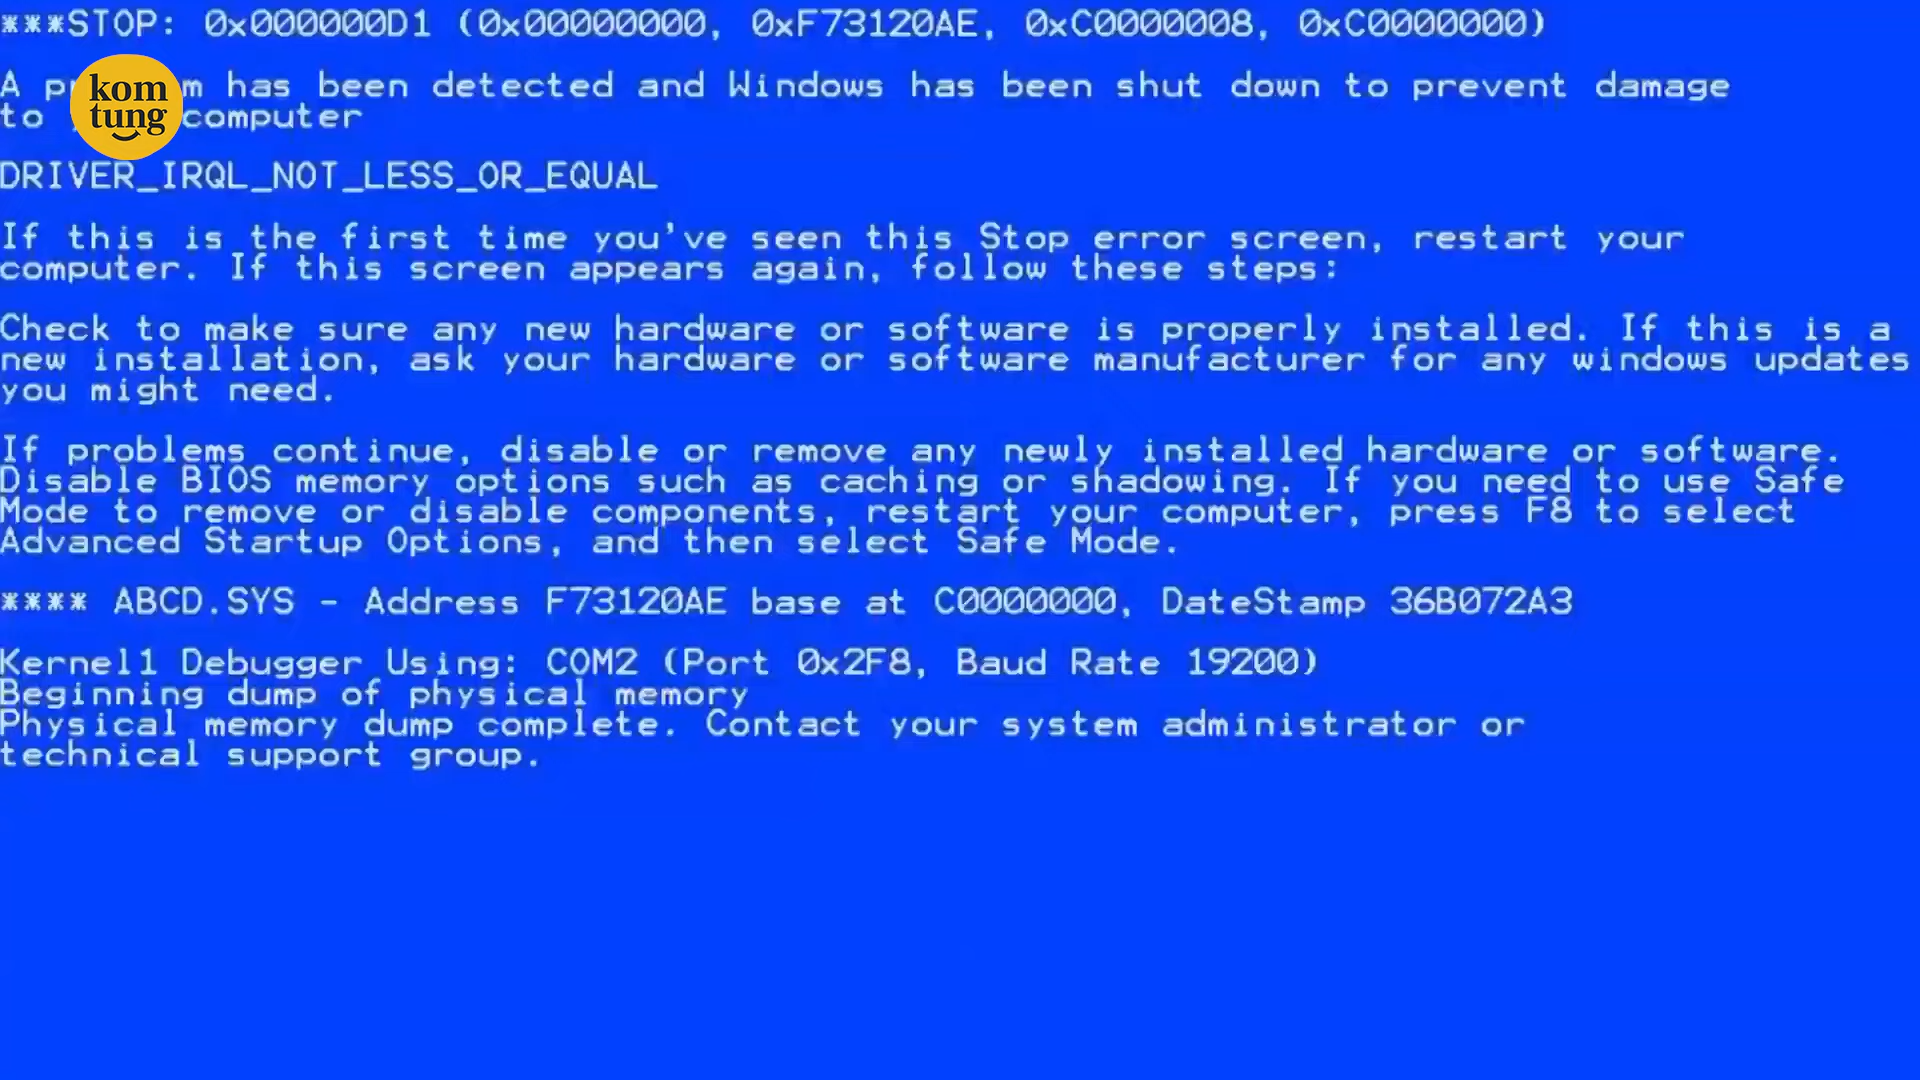 ***STOP: 0x000000D1 (0x00000000, 0xF73120AE, 0xC0000008, 0xC0000000)
A has been detected and Windows has been shut down to prevent damage
to computer
kom
tung
DRIVER_IRQL_NOT_LESS_OR_EQUAL
If this is the first time you've seen this Stop error screen, restart your
computer. If this screen appears again, follow these steps:
Check to make sure any new hardware or software is properly installed. If this is a
new installation, ask your hardware or software manufacturer for any windows updates
you might need.
If problems continue, disable or remove any newly installed hardware or software.
Disable BIOS memory options such as caching or shadowing. If you need to use Safe
Mode to remove or disable components, restart your computer, press F8 to select
Advanced Startup Options, and then select Safe Mode.
**** ABCD.SYS - Address F73120AE base at C0000000, DateStamp 36B072A3
Kernel1 Debugger Using: COM2 (Port 0x2F8, Baud Rate 19200)
Beginning dump of physical memory
Physical memory dump complete. Contact your system administrator or
technical support group.